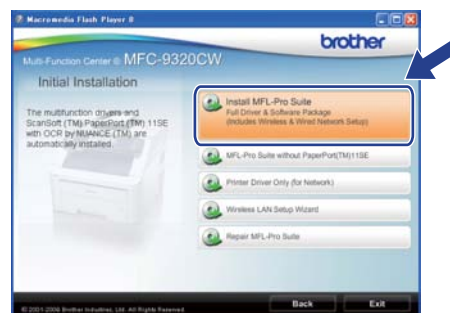 Macromedia Flash Player 8
brother
Multi-Function Center ® MFC-9320CW
Initial Installation
The multifunction drivers and
ScanSoft (TM) PaperPort (TM) 11SE
with OCR by NUANCE (TM) are
automatically installed.
Install MFL-Pro Suite
Full Driver & Software Package
(Includes Wireless & Wired Network Setup)
MFL-Pro Suite without PaperPort(TM)11SE
Printer Driver Only (for Network)
Wireless LAN Setup Wizard
Repair MFL-Pro Suite
© 2001-2008 Brother Industries, Ltd. All Rights Reserved.
Back
Exit